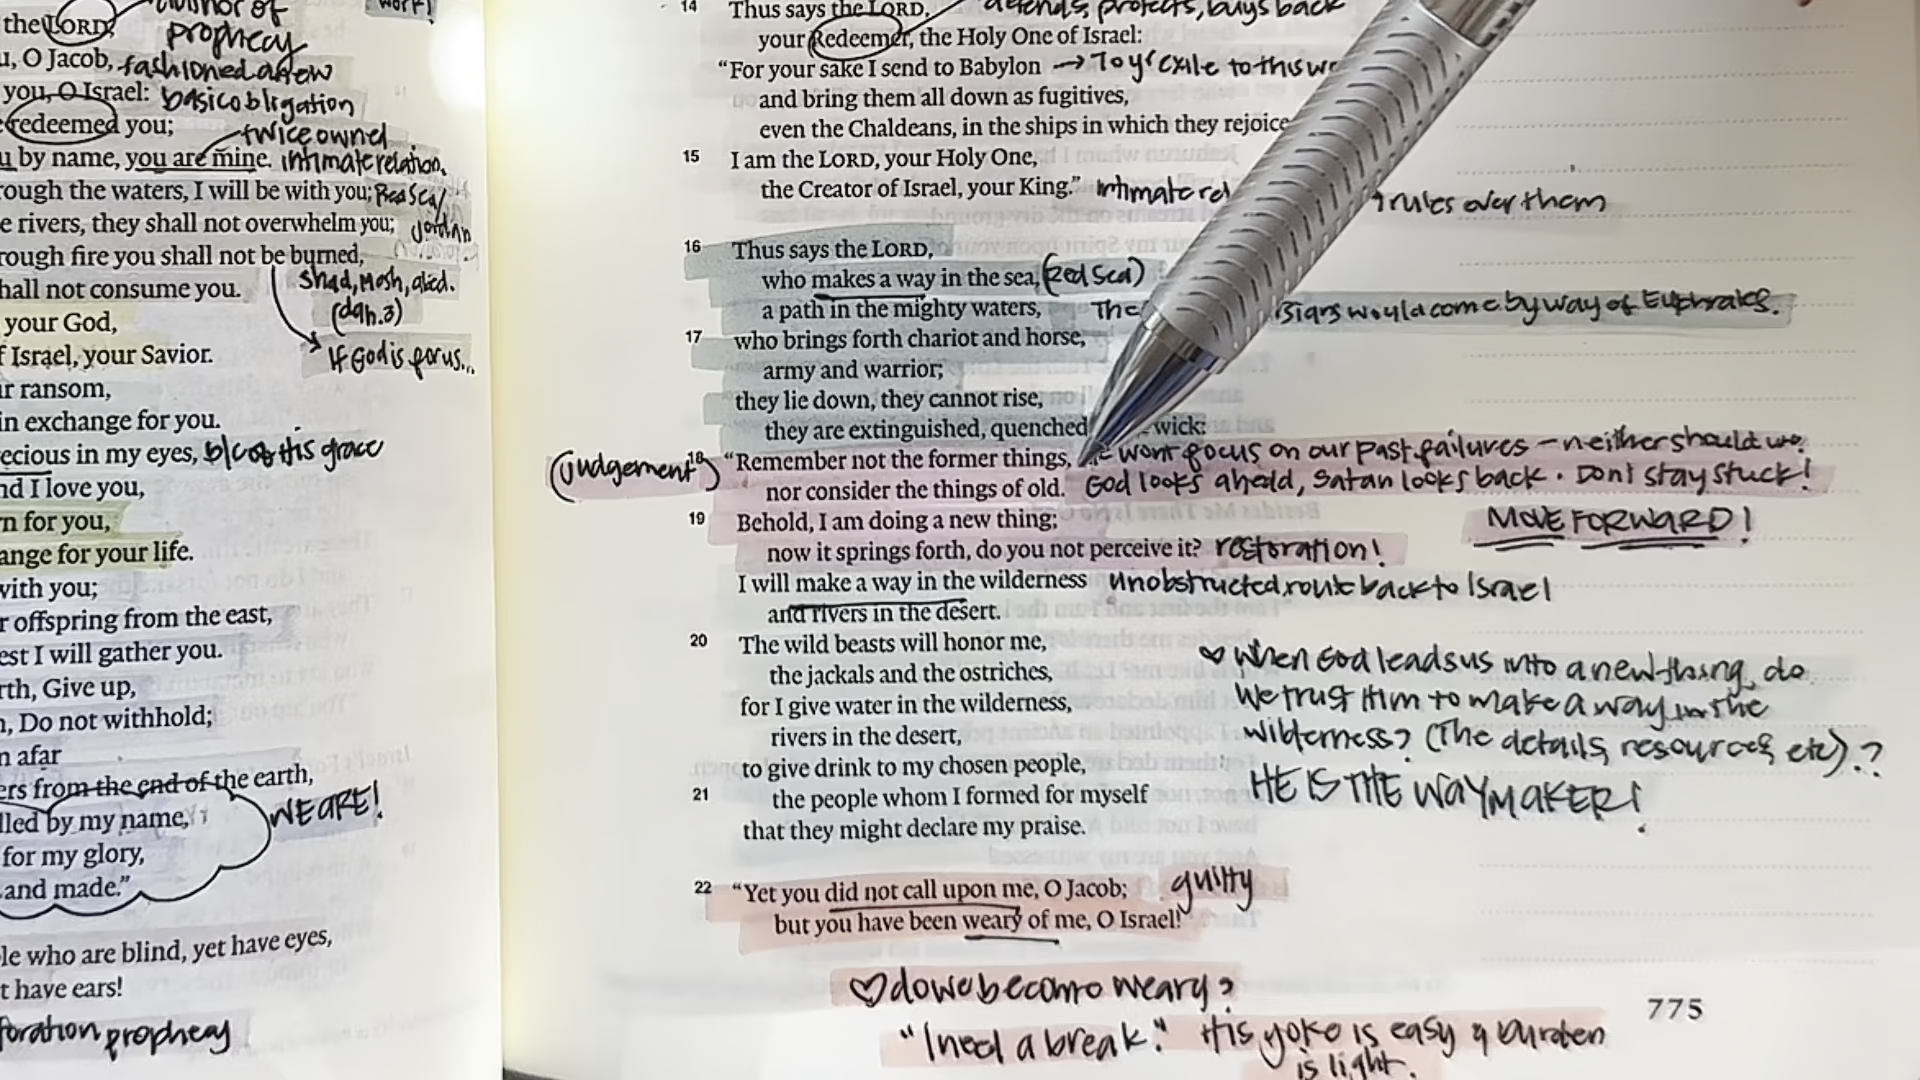 the LORD,
prophecy
u, O Jacob, fashioned anew
you, O Israel: basic obligation
redeemed you;
twice owned
u by name, you are mine. intimate relation.
rough the waters, I will be with you; Red Sea/
e rivers, they shall not overwhelm you; Jordan
rough fire you shall not be burned,
hall not consume you.
Shad, Mesh, abed.
(dan. 3)
your God,
f Israel, your Savior.
If God is for us...
ur ransom,
in exchange for you.
ecious in my eyes, b/c of His grace
nd I love you,
n for you,
ange for your life.
with you;
r offspring from the east,
est I will gather you.
rth, Give up,
h, Do not withhold;
m afar
ers from the end of the earth,
lled by my name,
WE ARE!
for my glory,
and made."
le who are blind, yet have eyes,
t have ears!
toration prophecy
14 Thus says the LORD, defends, protects, buys back
your Redeemer, the Holy One of Israel:
"For your sake I send to Babylon → 70 yr exile to this
and bring them all down as fugitives,
even the Chaldeans, in the ships in which they rejoice
15 I am the LORD, your Holy One,
the Creator of Israel, your King." intimate rel rules over them
16 Thus says the LORD,
who makes a way in the sea, (Red Sea)
a path in the mighty waters, The sians would come by way of Euphrates.
17 who brings forth chariot and horse,
army and warrior;
they lie down, they cannot rise,
they are extinguished, quenched wick:
(judgement) 18 "Remember not the former things, wont focus on our past failures – neither should we.
nor consider the things of old. God looks ahead, Satan looks back. Don't stay stuck!
19 Behold, I am doing a new thing;
MOVE FORWARD!
now it springs forth, do you not perceive it? restoration!
I will make a way in the wilderness unobstructed route back to Israel
and rivers in the desert.
20 The wild beasts will honor me,
the jackals and the ostriches,
for I give water in the wilderness,
rivers in the desert,
to give drink to my chosen people,
21 the people whom I formed for myself
that they might declare my praise.
♡ When God leads us into a new thing, do
we trust Him to make a way in the
wilderness? (The details, resources, etc).?
HE IS THE WAYMAKER!
22 "Yet you did not call upon me, O Jacob; guilty
but you have been weary of me, O Israel!
♡ do we become weary?
"I need a break." His yoke is easy & burden
is light.
775